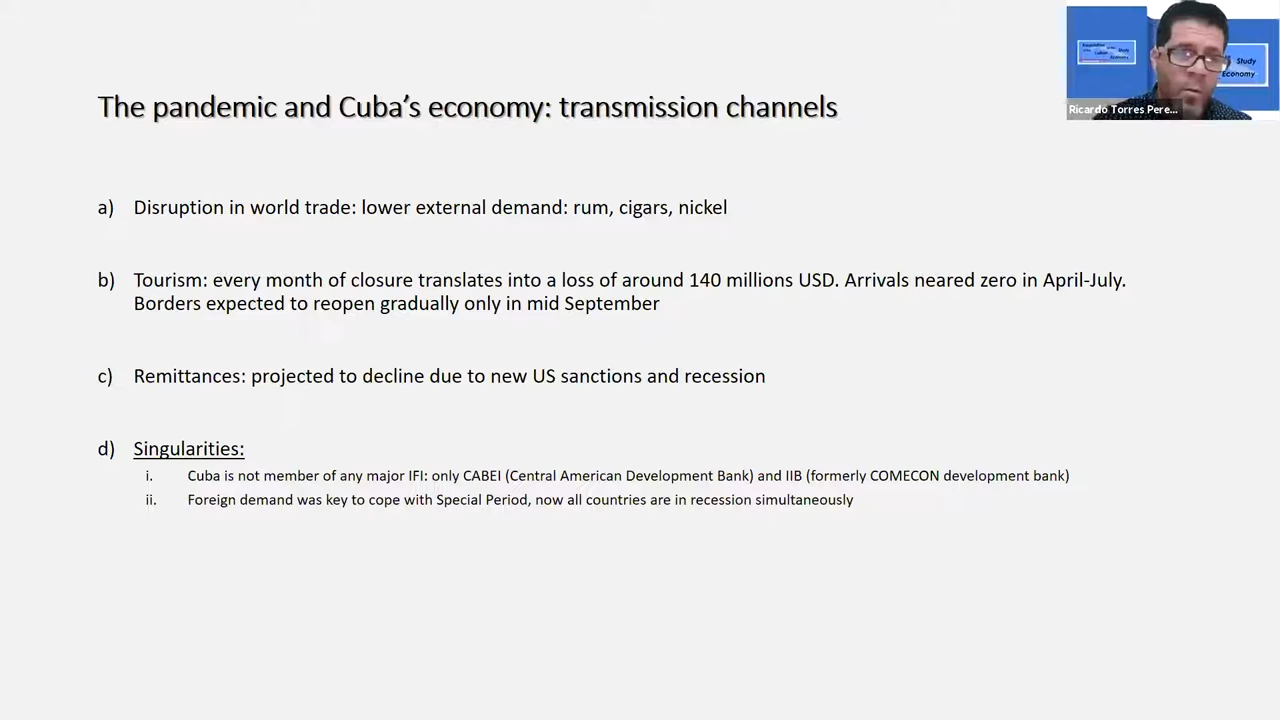 The pandemic and Cuba's economy: transmission channels
a) Disruption in world trade: lower external demand: rum, cigars, nickel
b) Tourism: every month of closure translates into a loss of around 140 millions USD. Arrivals neared zero in April-July.
Borders expected to reopen gradually only in mid September
c) Remittances: projected to decline due to new US sanctions and recession
d) Singularities:
i. Cuba is not member of any major IFI: only CABEI (Central American Development Bank) and IIB (formerly COMECON development bank)
ii. Foreign demand was key to cope with Special Period, now all countries are in recession simultaneously
Study
Economy
Study
Economy
Ricardo Torres Pere...